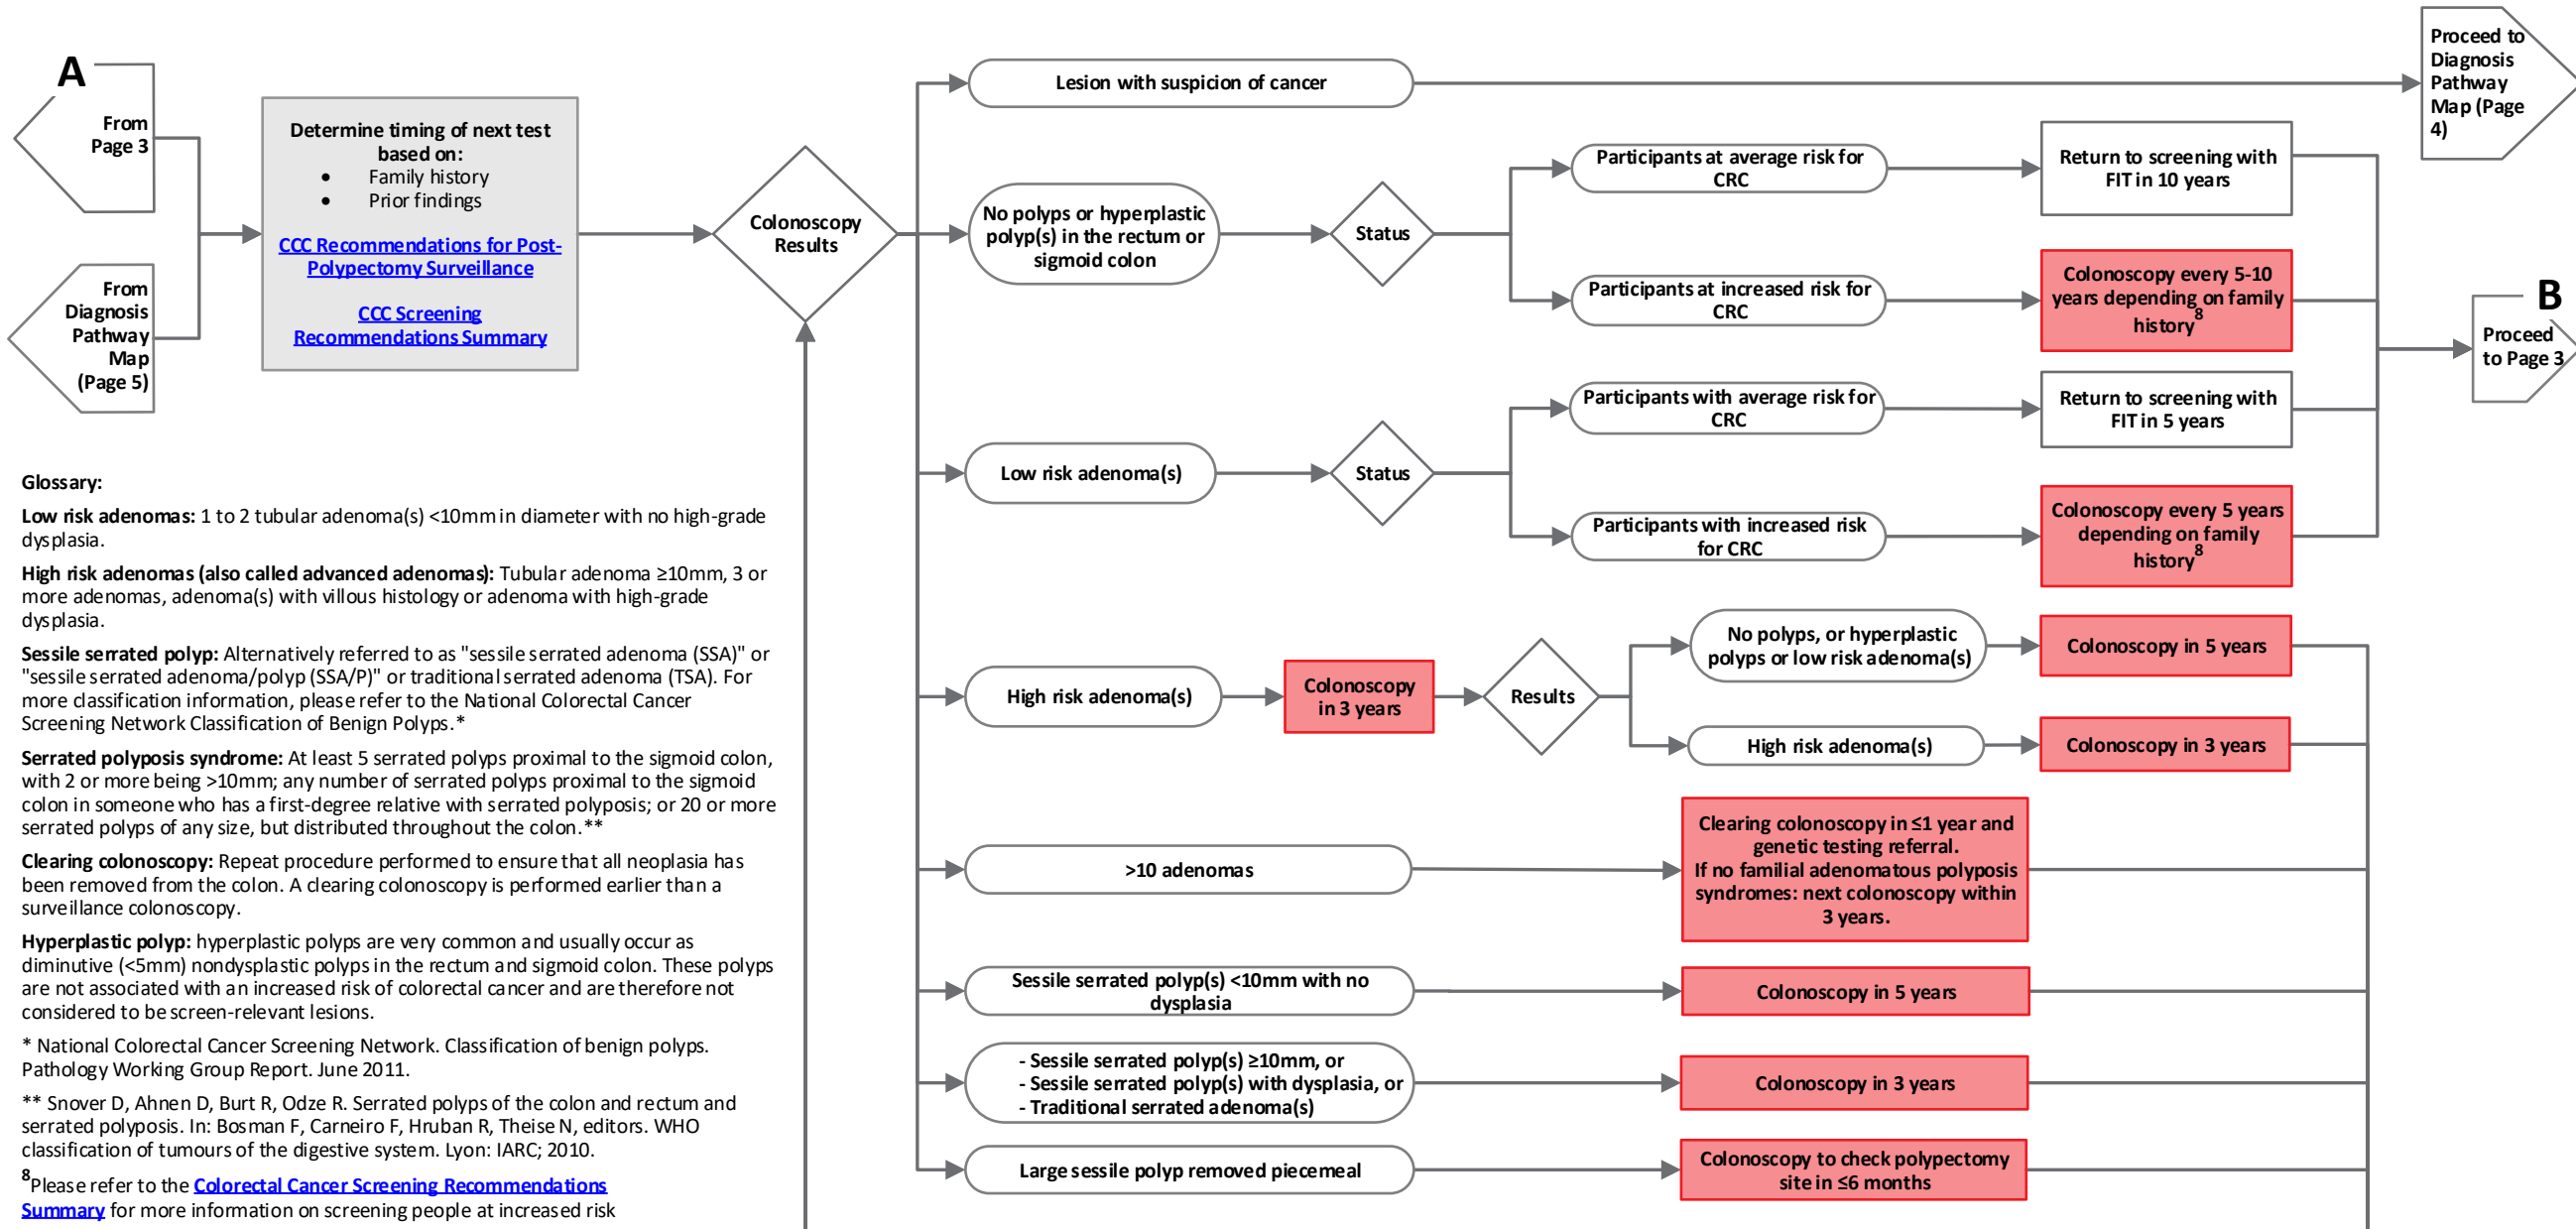 A
From
Page 3
From
Diagnosis
Pathway
Map
(Page 5)
Determine timing of next test
based on:
• Family history
• Prior findings
CCC Recommendations for Post-
Polypectomy Surveillance
CCC Screening
Recommendations Summary
Colonoscopy
Results
Lesion with suspicion of cancer
Proceed to
Diagnosis
Pathway
Map (Page
4)
No polyps or hyperplastic
polyp(s) in the rectum or
sigmoid colon
Status
Participants at average risk for
CRC
Return to screening with
FIT in 10 years
Participants at increased risk for
CRC
Colonoscopy every 5-10
years depending on family
history8
B
Proceed
to Page 3
Low risk adenoma(s)
Status
Participants with average risk for
CRC
Return to screening with
FIT in 5 years
Participants with increased risk
for CRC
Colonoscopy every 5 years
depending on family
history8
High risk adenoma(s)
Colonoscopy
in 3 years
Results
No polyps, or hyperplastic
polyps or low risk adenoma(s)
Colonoscopy in 5 years
High risk adenoma(s)
Colonoscopy in 3 years
>10 adenomas
Clearing colonoscopy in ≤1 year and
genetic testing referral.
If no familial adenomatous polyposis
syndromes: next colonoscopy within
3 years.
Sessile serrated polyp(s) <10mm with no
dysplasia
Colonoscopy in 5 years
- Sessile serrated polyp(s) ≥10mm, or
- Sessile serrated polyp(s) with dysplasia, or
- Traditional serrated adenoma(s)
Colonoscopy in 3 years
Large sessile polyp removed piecemeal
Colonoscopy to check polypectomy
site in ≤6 months
Glossary:
Low risk adenomas: 1 to 2 tubular adenoma(s) <10mm in diameter with no high-grade
dysplasia.
High risk adenomas (also called advanced adenomas): Tubular adenoma ≥10mm, 3 or
more adenomas, adenoma(s) with villous histology or adenoma with high-grade
dysplasia.
Sessile serrated polyp: Alternatively referred to as "sessile serrated adenoma (SSA)" or
"sessile serrated adenoma/polyp (SSA/P)" or traditional serrated adenoma (TSA). For
more classification information, please refer to the National Colorectal Cancer
Screening Network Classification of Benign Polyps.*
Serrated polyposis syndrome: At least 5 serrated polyps proximal to the sigmoid colon,
with 2 or more being >10mm; any number of serrated polyps proximal to the sigmoid
colon in someone who has a first-degree relative with serrated polyposis; or 20 or more
serrated polyps of any size, but distributed throughout the colon.**
Clearing colonoscopy: Repeat procedure performed to ensure that all neoplasia has
been removed from the colon. A clearing colonoscopy is performed earlier than a
surveillance colonoscopy.
Hyperplastic polyp: hyperplastic polyps are very common and usually occur as
diminutive (<5mm) nondysplastic polyps in the rectum and sigmoid colon. These polyps
are not associated with an increased risk of colorectal cancer and are therefore not
considered to be screen-relevant lesions.
* National Colorectal Cancer Screening Network. Classification of benign polyps.
Pathology Working Group Report. June 2011.
** Snover D, Ahnen D, Burt R, Odze R. Serrated polyps of the colon and rectum and
serrated polyposis. In: Bosman F, Carneiro F, Hruban R, Theise N, editors. WHO
classification of tumours of the digestive system. Lyon: IARC; 2010.
8Please refer to the Colorectal Cancer Screening Recommendations
Summary for more information on screening people at increased risk